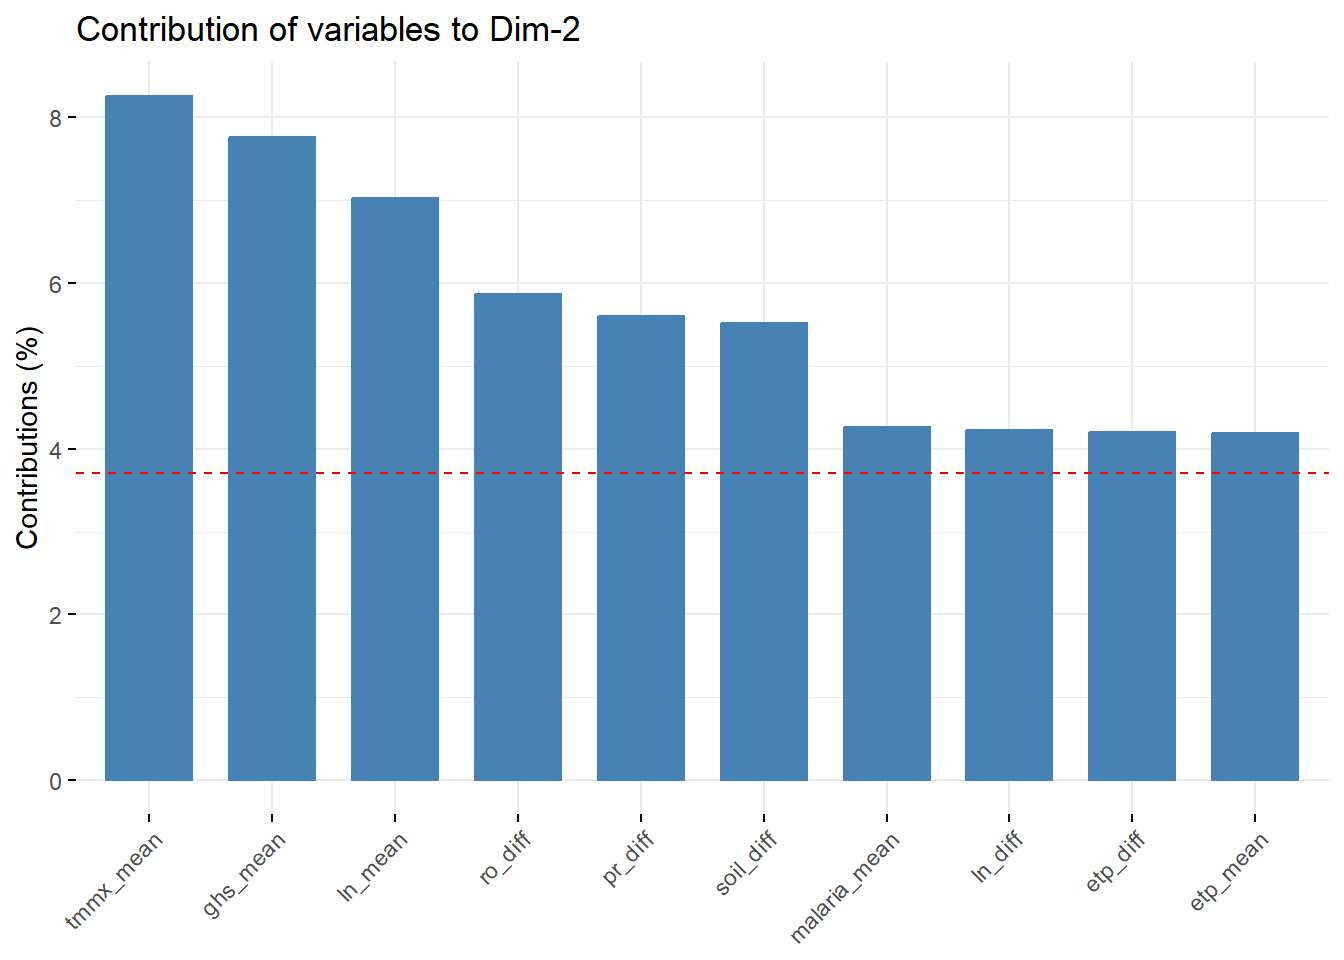 Contribution of variables to Dim-2
Contributions (%)
8
6
4
2
0
tmmx_mean
ghs_mean
ln_mean
ro_diff
pr_diff
soil_diff
malaria_mean
ln_diff
etp_diff
etp_mean